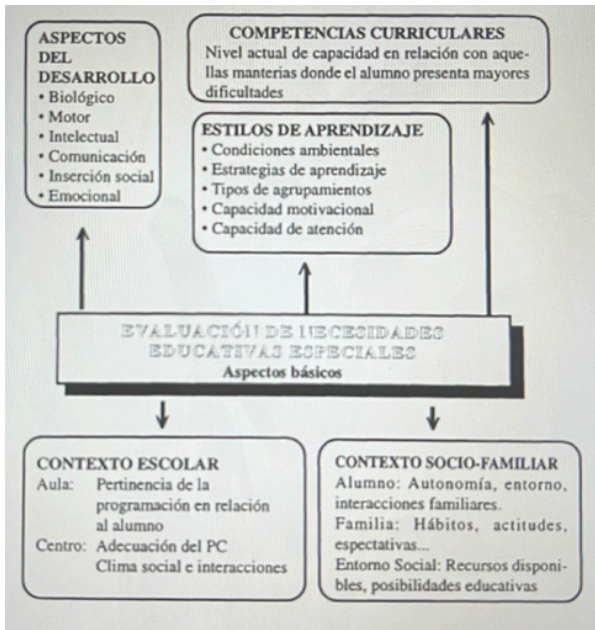 ASPECTOS
DEL
DESARROLLO
• Biológico
• Motor
• Intelectual
• Comunicación
• Inserción social
• Emocional
COMPETENCIAS CURRICULARES
Nivel actual de capacidad en relación con aque-
llas manterias donde el alumno presenta mayores
dificultades
ESTILOS DE APRENDIZAJE
• Condiciones ambientales
• Estrategias de aprendizaje
• Tipos de agrupamientos
• Capacidad motivacional
• Capacidad de atención
EVALUACIÓN DE NECESIDADES
EDUCATIVAS ESPECIALES
Aspectos básicos
CONTEXTO ESCOLAR
Aula: Pertinencia de la
programación en relación
al alumno
Centro: Adecuación del PC
Clima social e interacciones
CONTEXTO SOCIO-FAMILIAR
Alumno: Autonomía, entorno,
interacciones familiares.
Familia: Hábitos, actitudes,
espectativas...
Entorno Social: Recursos disponi-
bles, posibilidades educativas